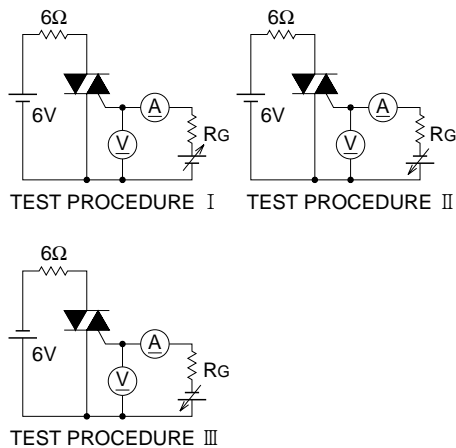 6Ω
6V
A
V
RG
TEST PROCEDURE Ⅰ
6Ω
6V
A
V
RG
TEST PROCEDURE Ⅱ
6Ω
6V
A
V
RG
TEST PROCEDURE Ⅲ